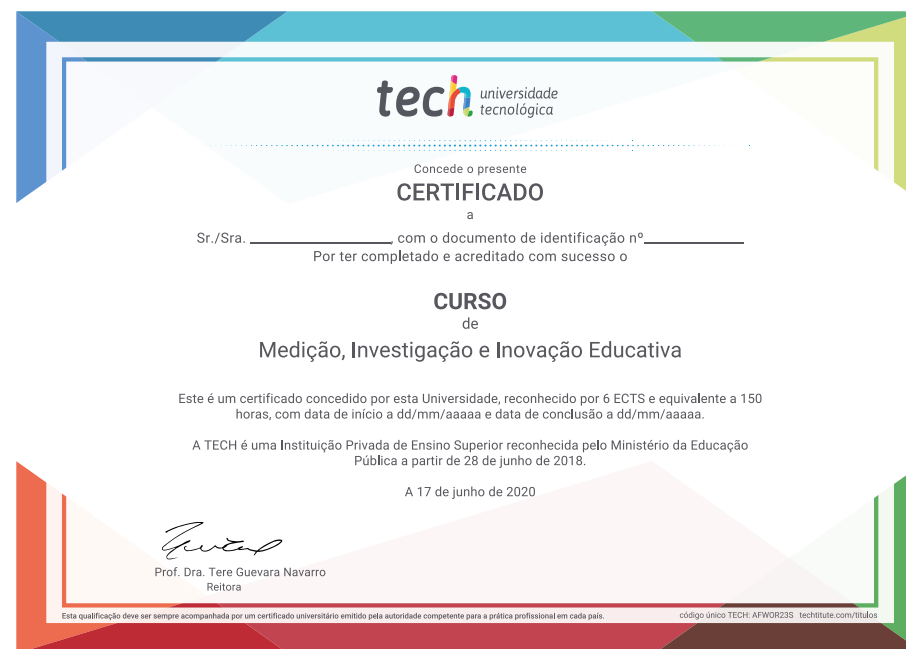 tech universidade
tecnológica
Concede o presente
CERTIFICADO
a
Sr./Sra. ____________________, com o documento de identificação nº______________
Por ter completado e acreditado com sucesso o
CURSO
de
Medição, Investigação e Inovação Educativa
Este é um certificado concedido por esta Universidade, reconhecido por 6 ECTS e equivalente a 150
horas, com data de início a dd/mm/aaaaa e data de conclusão a dd/mm/aaaaa.
A TECH é uma Instituição Privada de Ensino Superior reconhecida pelo Ministério da Educação
Pública a partir de 28 de junho de 2018.
A 17 de junho de 2020
Prof. Dra. Tere Guevara Navarro
Reitora
Esta qualificação deve ser sempre acompanhada por um certificado universitário emitido pela autoridade competente para a prática profissional em cada país.
código único TECH: AFWOR23S techtitute.com/titulos